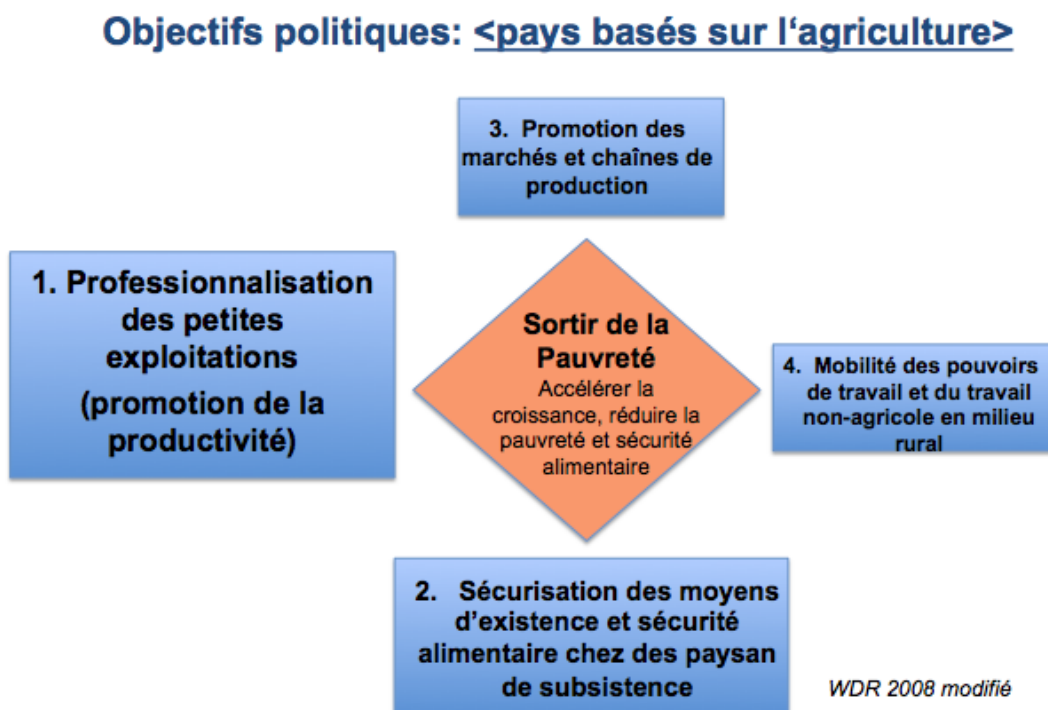 Objectifs politiques: <pays basés sur l‘agriculture>
3. Promotion des
marchés et chaînes de
production
1. Professionnalisation
des petites
exploitations
(promotion de la
productivité)
Sortir de la
Pauvreté
Accélérer la
croissance, réduire la
pauvreté et sécurité
alimentaire
4. Mobilité des pouvoirs
de travail et du travail
non-agricole en milieu
rural
2. Sécurisation des moyens
d’existence et sécurité
alimentaire chez des paysan
de subsistence
WDR 2008 modifié